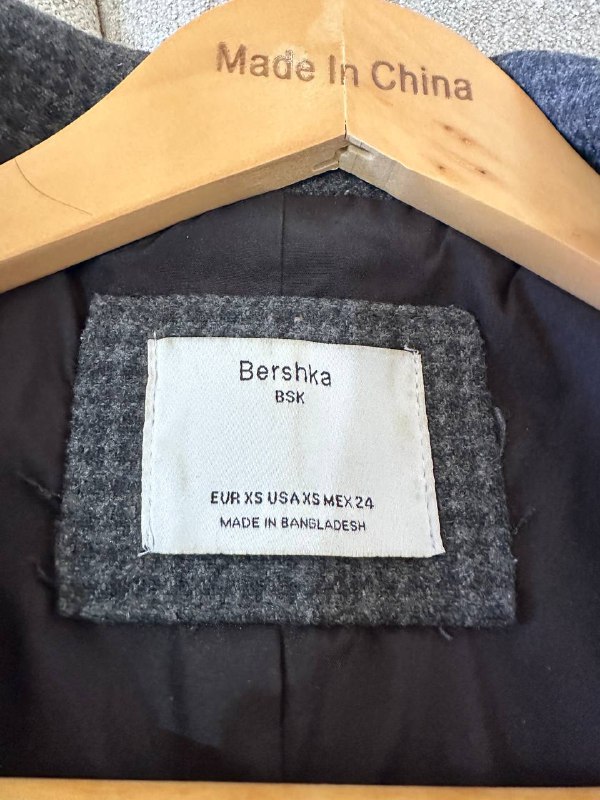 Made In China
Bershka
BSK
EUR XS USA XS MEX 24
MADE IN BANGLADESH